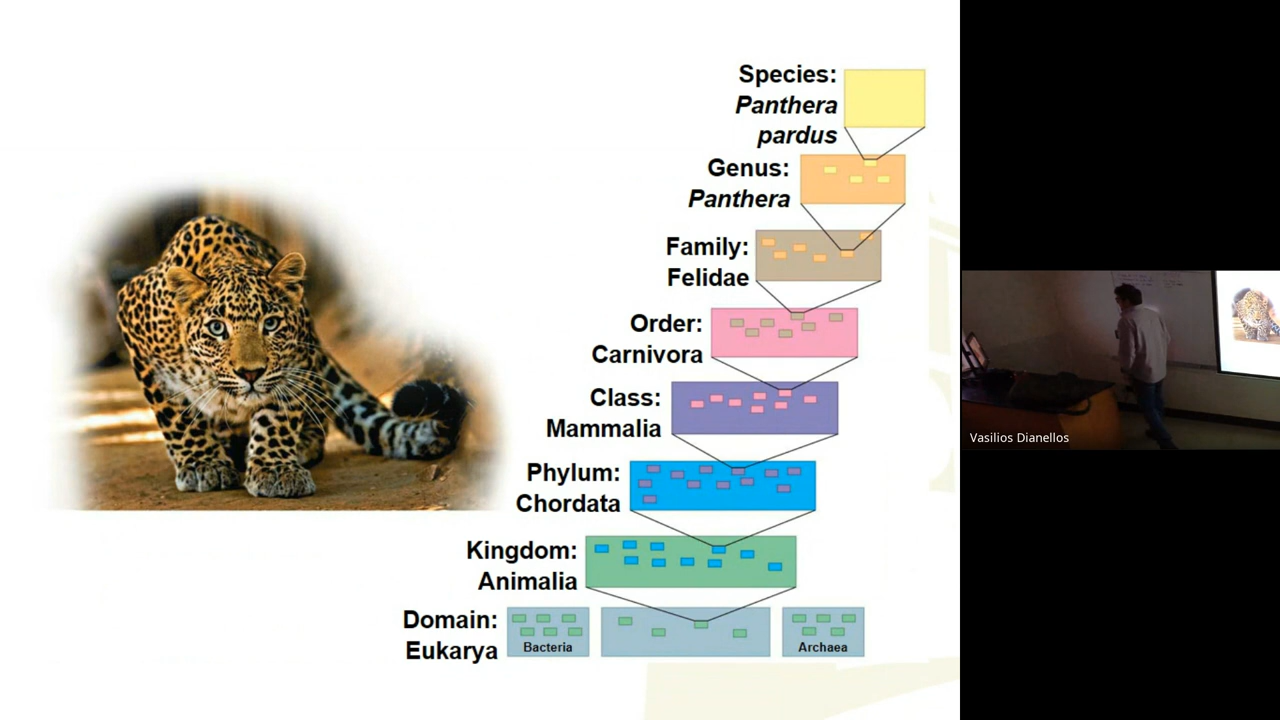 Species:
Panthera
pardus
Genus:
Panthera
Family:
Felidae
Order:
Carnivora
Class:
Mammalia
Phylum:
Chordata
Kingdom:
Animalia
Domain:
Eukarya
Bacteria
Archaea
Vasilios Dianellos